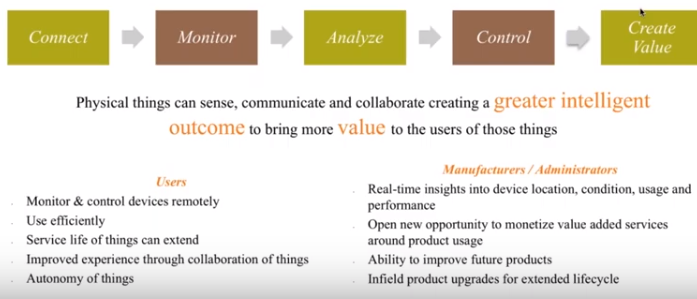 Connect
Monitor
Analyze
Control
Create
Value
Physical things can sense, communicate and collaborate creating a greater intelligent
outcome to bring more value to the users of those things
Users
Monitor & control devices remotely
Use efficiently
Service life of things can extend
Improved experience through collaboration of things
Autonomy of things
Manufacturers / Administrators
Real-time insights into device location, condition, usage and
performance
Open new opportunity to monetize value added services
around product usage
Ability to improve future products
Infield product upgrades for extended lifecycle